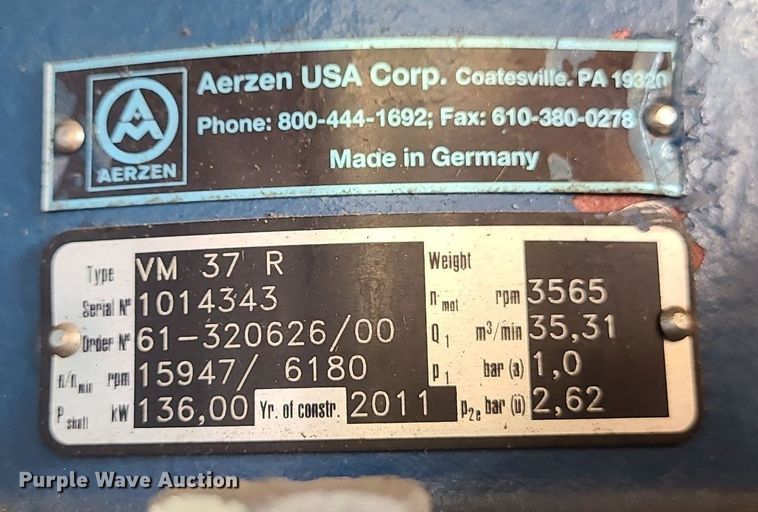 Aerzen USA Corp. Coatesville. PA 19320
Phone: 800-444-1692; Fax: 610-380-0278
AERZEN
Made in Germany
Type VM 37 R Weight
Serial Nº 1014343 n mot rpm 3565
Order Nº 61-320626/00 Q1 m³/min 35,31
n/n min rpm 15947/ 6180 p1 bar (a) 1,0
P shaft kW 136,00 Yr. of constr. 2011 p2e bar (ü) 2,62
Purple Wave Auction